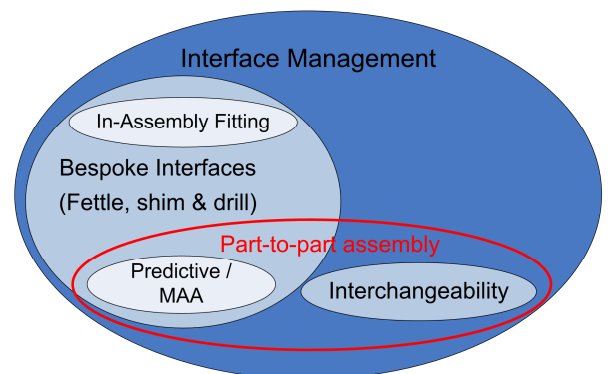 Interface Management
In-Assembly Fitting
Bespoke Interfaces
(Fettle, shim & drill)
Part-to-part assembly
Predictive /
MAA
Interchangeability